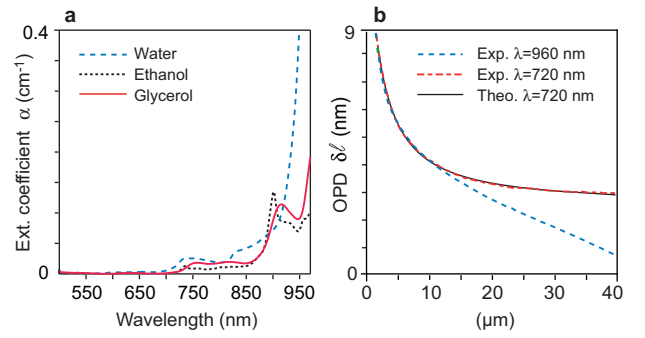 a
0.4
Water
Ethanol
Glycerol
Ext. coefficient α (cm⁻¹)
0
550
650
750
850
950
Wavelength (nm)
b
9
Exp. λ=960 nm
Exp. λ=720 nm
Theo. λ=720 nm
OPD δℓ (nm)
0
0
10
20
30
40
(μm)